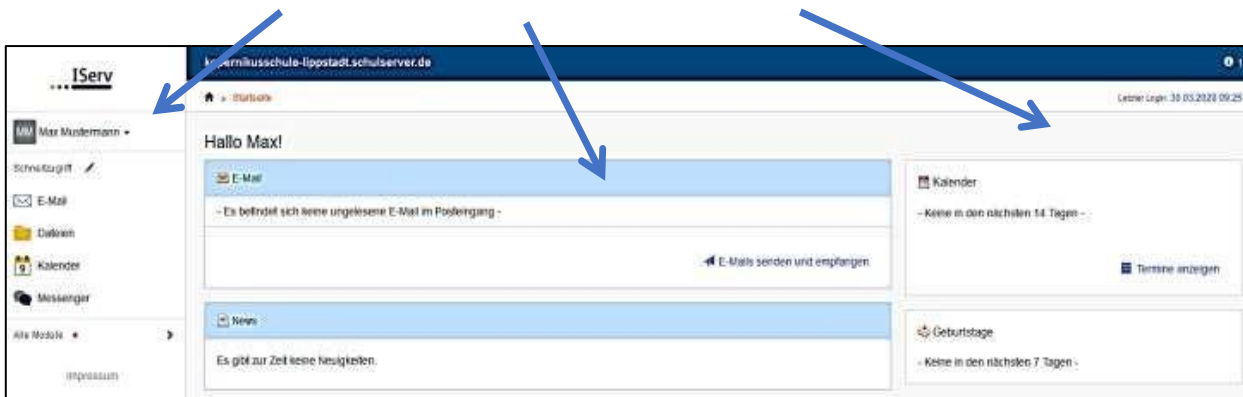 IServ
kopernikusschule-lippstadt.schulserver.de
1
» Startseite
Letzter Login: 30.03.2020 09:25
MM Max Mustermann
Hallo Max!
Schnellzugriff
E-Mail
Dateien
9 Kalender
Messenger
Alle Module
Impressum
E-Mail
- Es befindet sich keine ungelesene E-Mail im Posteingang -
E-Mails senden und empfangen
News
Es gibt zur Zeit keine Neuigkeiten.
Kalender
- Keine in den nächsten 14 Tagen -
Termine anzeigen
Geburtstage
- Keine in den nächsten 7 Tagen -